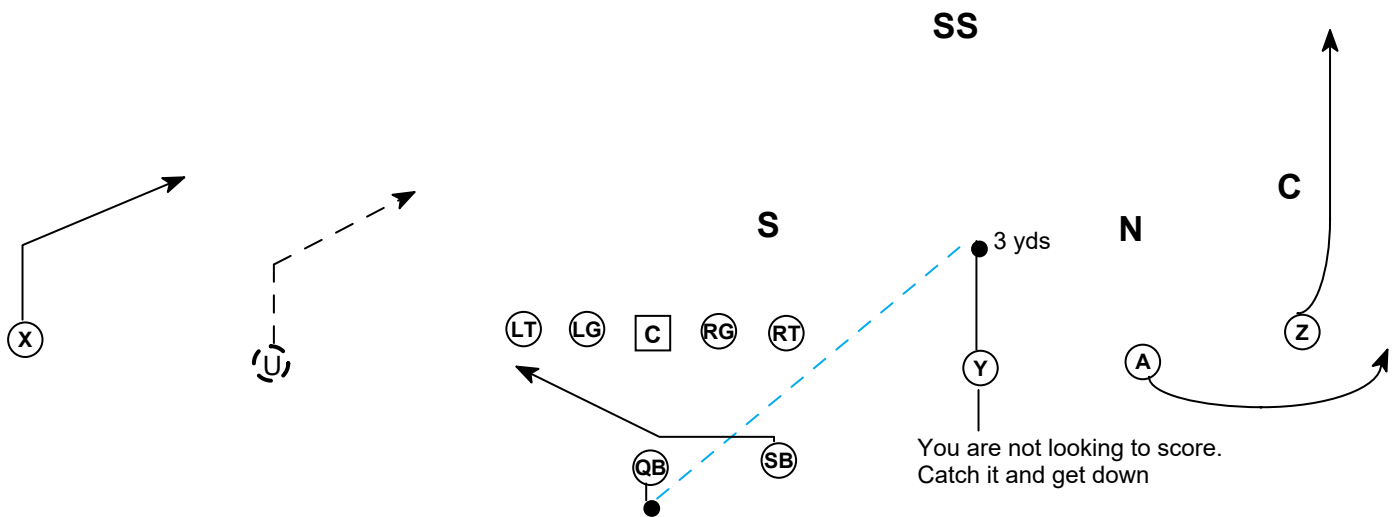 SS
C
S
N
3 yds
LT
LG
C
RG
RT
X
U
Z
Y
A
QB
SB
You are not looking to score.
Catch it and get down